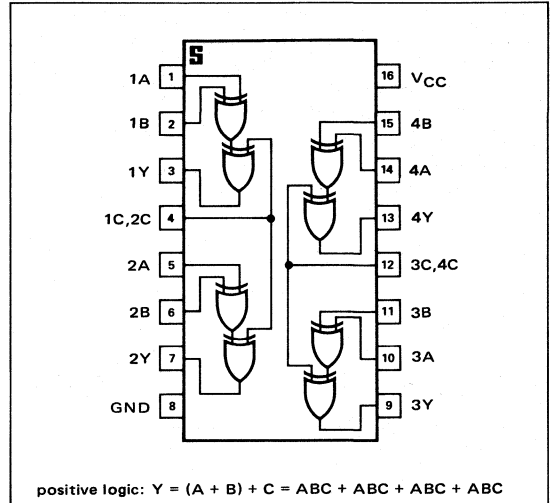 S
1A 1
1B 2
1Y 3
1C,2C 4
2A 5
2B 6
2Y 7
GND 8
16 VCC
15 4B
14 4A
13 4Y
12 3C,4C
11 3B
10 3A
9 3Y
positive logic: Y = (A + B) + C = ABC + ABC + ABC + ABC